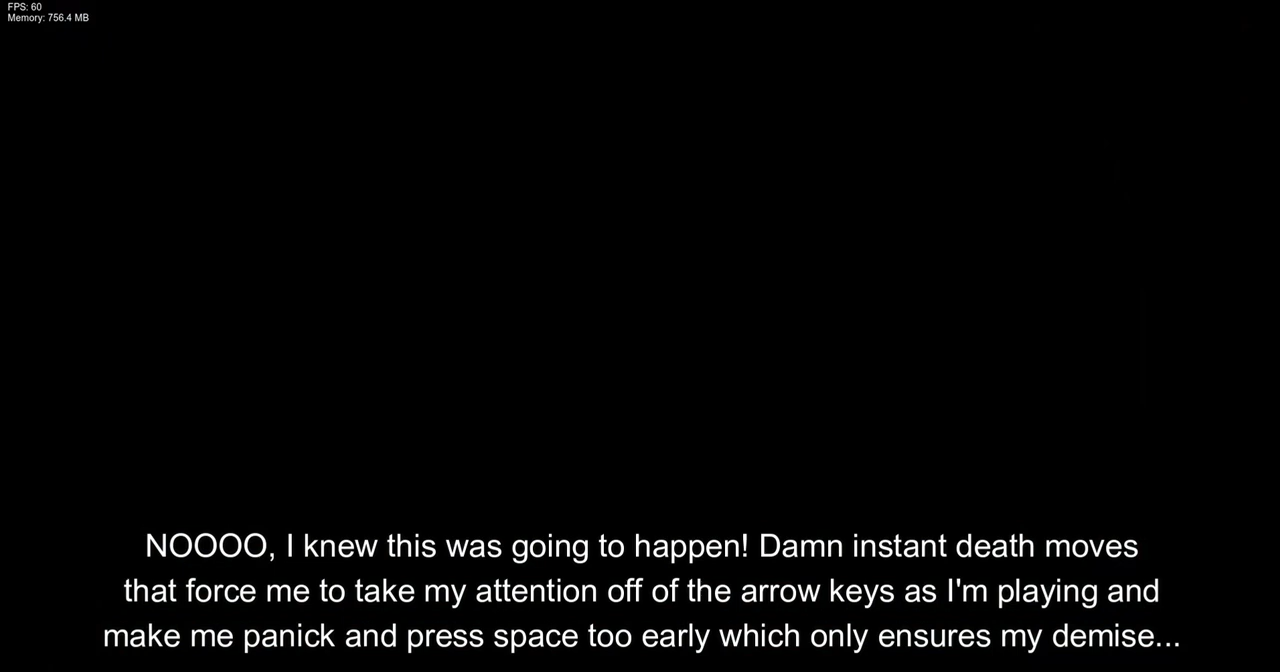 FPS: 60
Memory: 756.4 MB
NOOOO, I knew this was going to happen! Damn instant death moves
that force me to take my attention off of the arrow keys as I'm playing and
make me panick and press space too early which only ensures my demise...